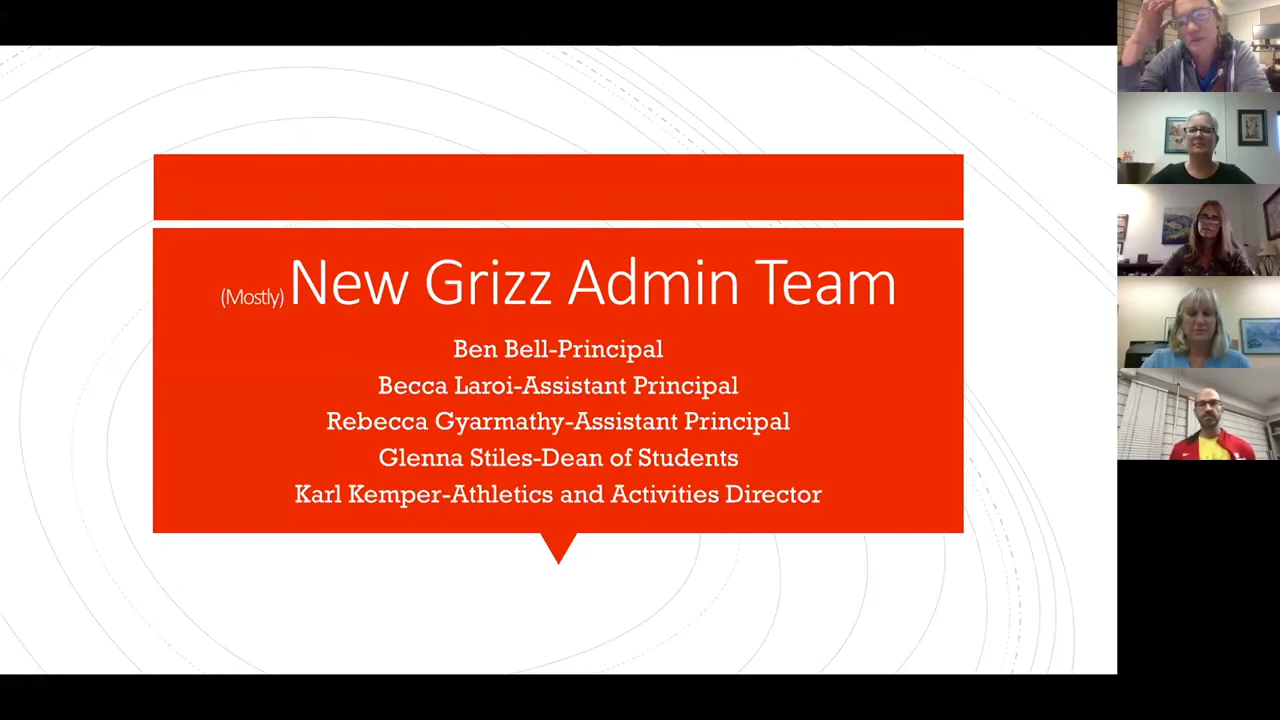 (Mostly) New Grizz Admin Team
Ben Bell-Principal
Becca Laroi-Assistant Principal
Rebecca Gyarmathy-Assistant Principal
Glenna Stiles-Dean of Students
Karl Kemper-Athletics and Activities Director